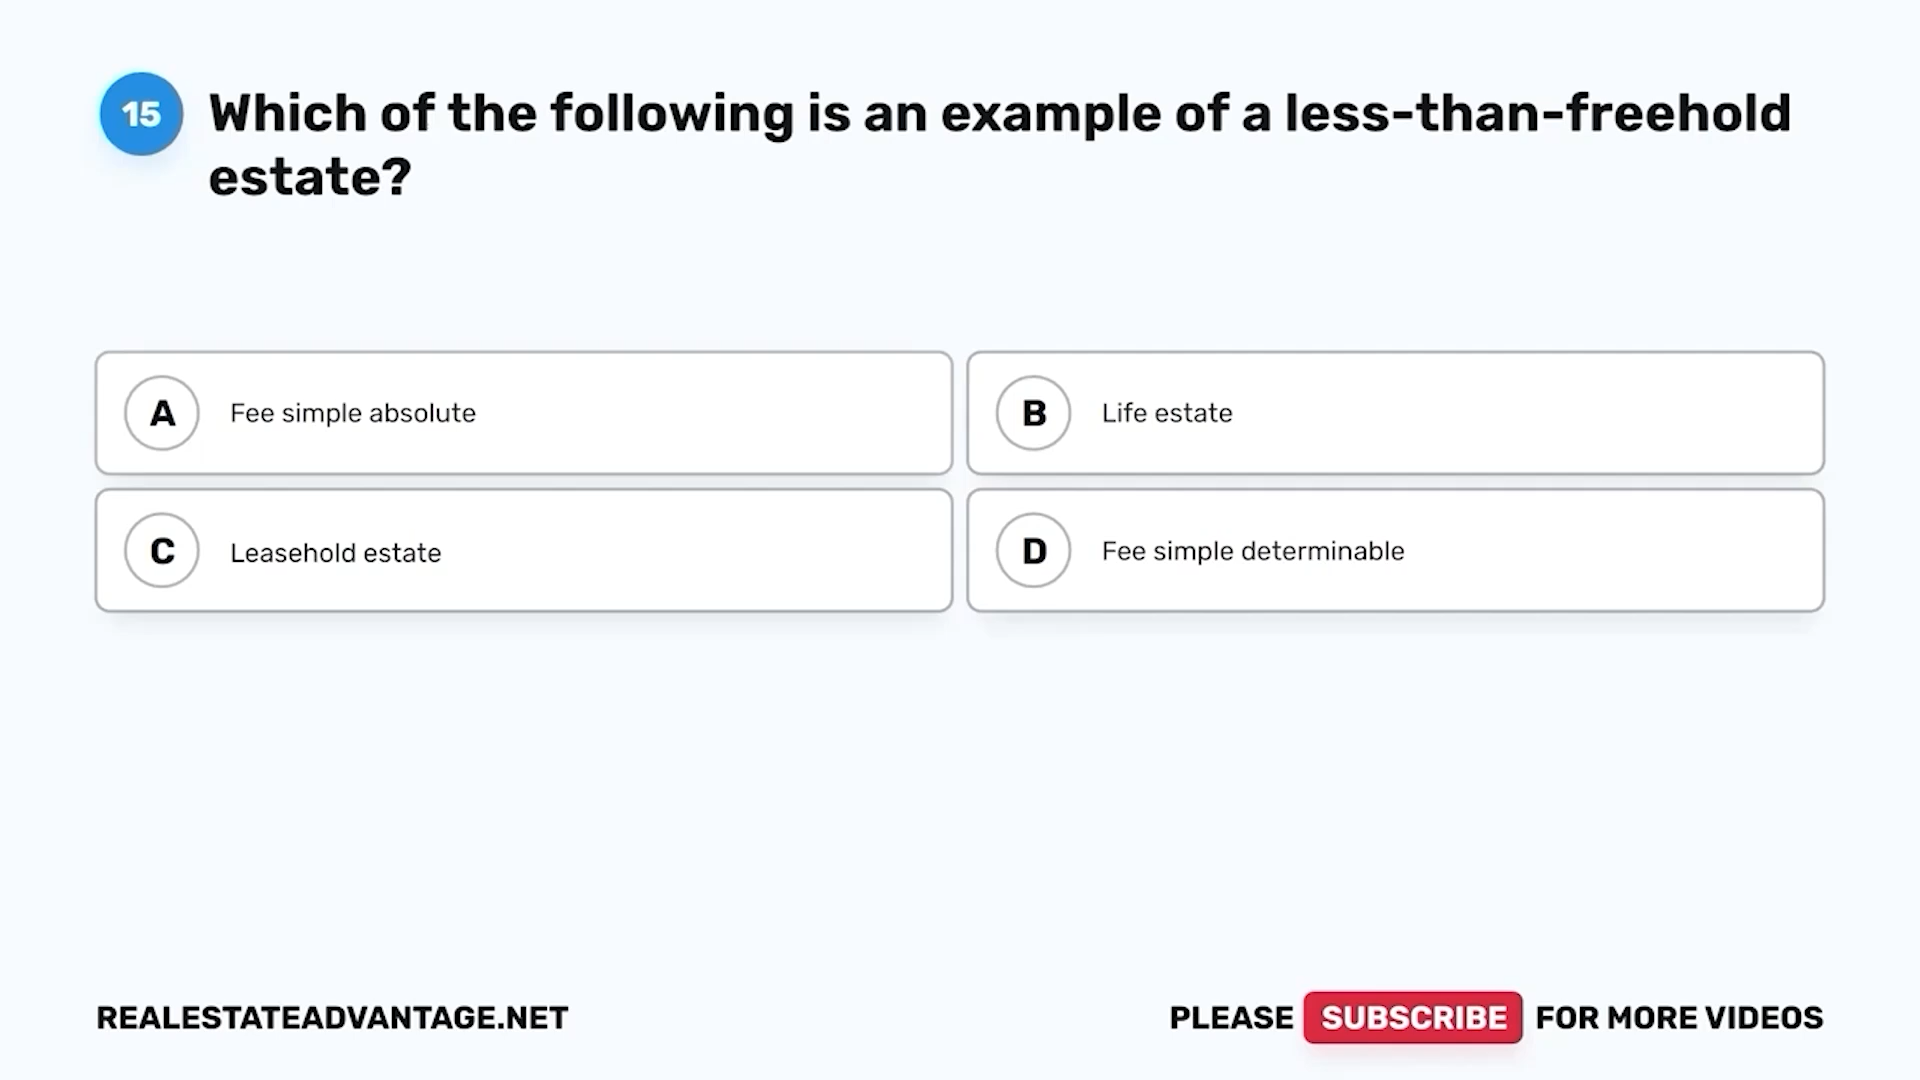 15
Which of the following is an example of a less-than-freehold
estate?
A Fee simple absolute
B Life estate
C Leasehold estate
D Fee simple determinable
REALESTATEADVANTAGE.NET
PLEASE SUBSCRIBE FOR MORE VIDEOS